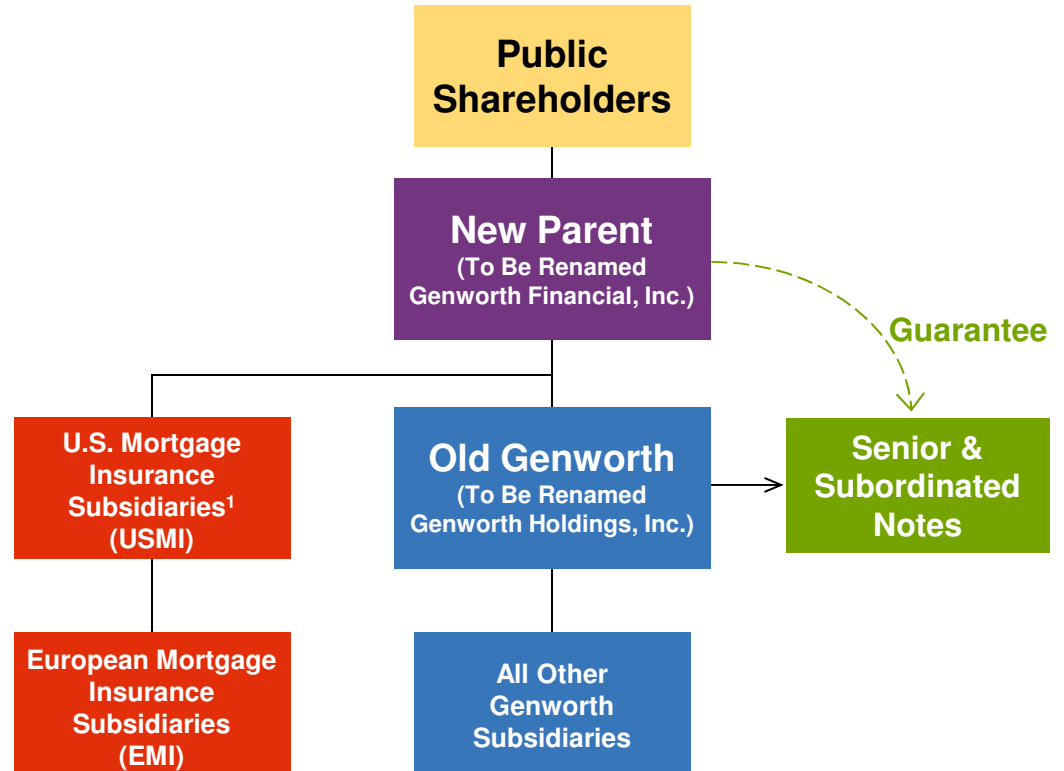 Public
Shareholders
New Parent
(To Be Renamed
Genworth Financial, Inc.)
Guarantee
U.S. Mortgage
Insurance
Subsidiaries¹
(USMI)
Old Genworth
(To Be Renamed
Genworth Holdings, Inc.)
Senior &
Subordinated
Notes
European Mortgage
Insurance
Subsidiaries
(EMI)
All Other
Genworth
Subsidiaries